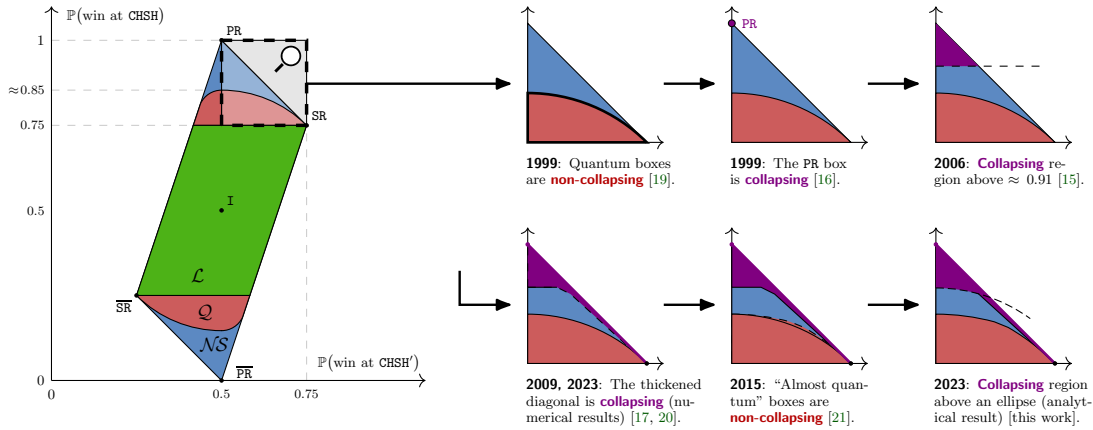 ℙ(win at CHSH)
PR
1
≈0.85
0.75
SR
0.5
I
ℒ
S̅R̅
𝒬
𝒩𝒮
P̅R̅
ℙ(win at CHSH′)
0
0
0.5
0.75
1999: Quantum boxes
are non-collapsing [19].
PR
1999: The PR box
is collapsing [16].
2006: Collapsing re-
gion above ≈ 0.91 [15].
2009, 2023: The thickened
diagonal is collapsing (nu-
merical results) [17, 20].
2015: “Almost quan-
tum” boxes are
non-collapsing [21].
2023: Collapsing region
above an ellipse (analyt-
ical result) [this work].